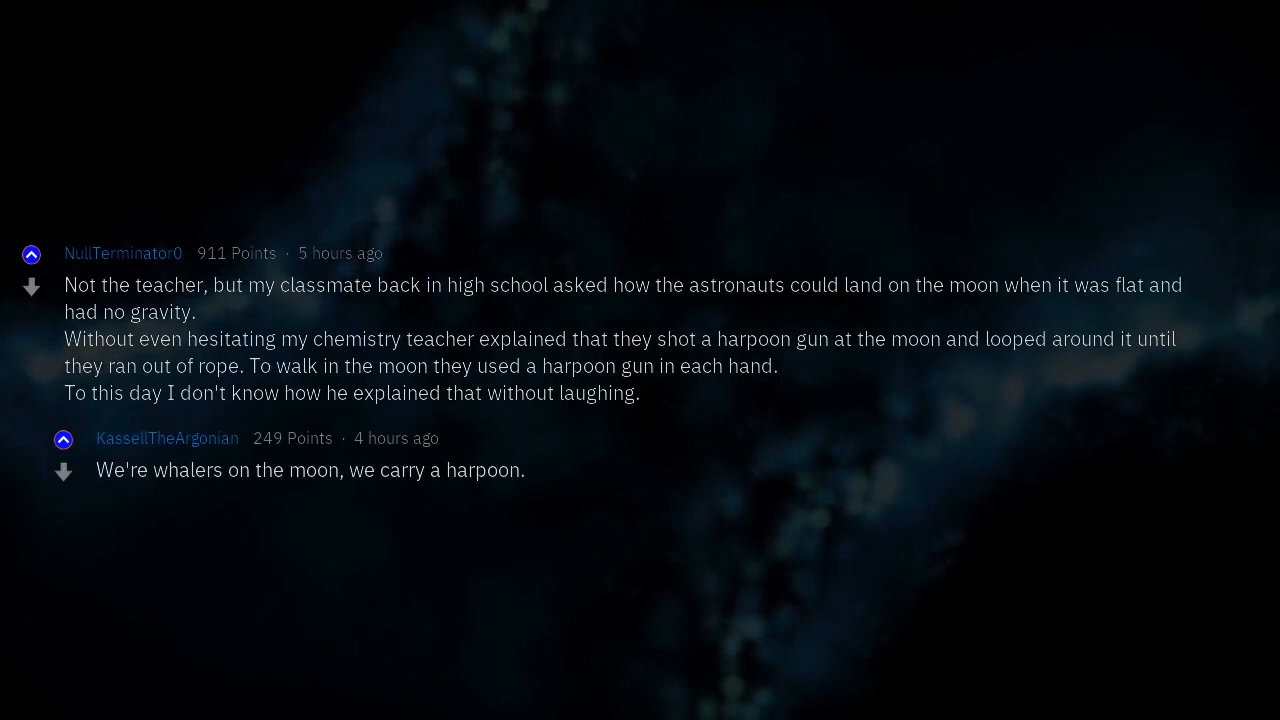 NullTerminator0 911 Points · 5 hours ago
Not the teacher, but my classmate back in high school asked how the astronauts could land on the moon when it was flat and
had no gravity.
Without even hesitating my chemistry teacher explained that they shot a harpoon gun at the moon and looped around it until
they ran out of rope. To walk in the moon they used a harpoon gun in each hand.
To this day I don't know how he explained that without laughing.
KassellTheArgonian 249 Points · 4 hours ago
We're whalers on the moon, we carry a harpoon.